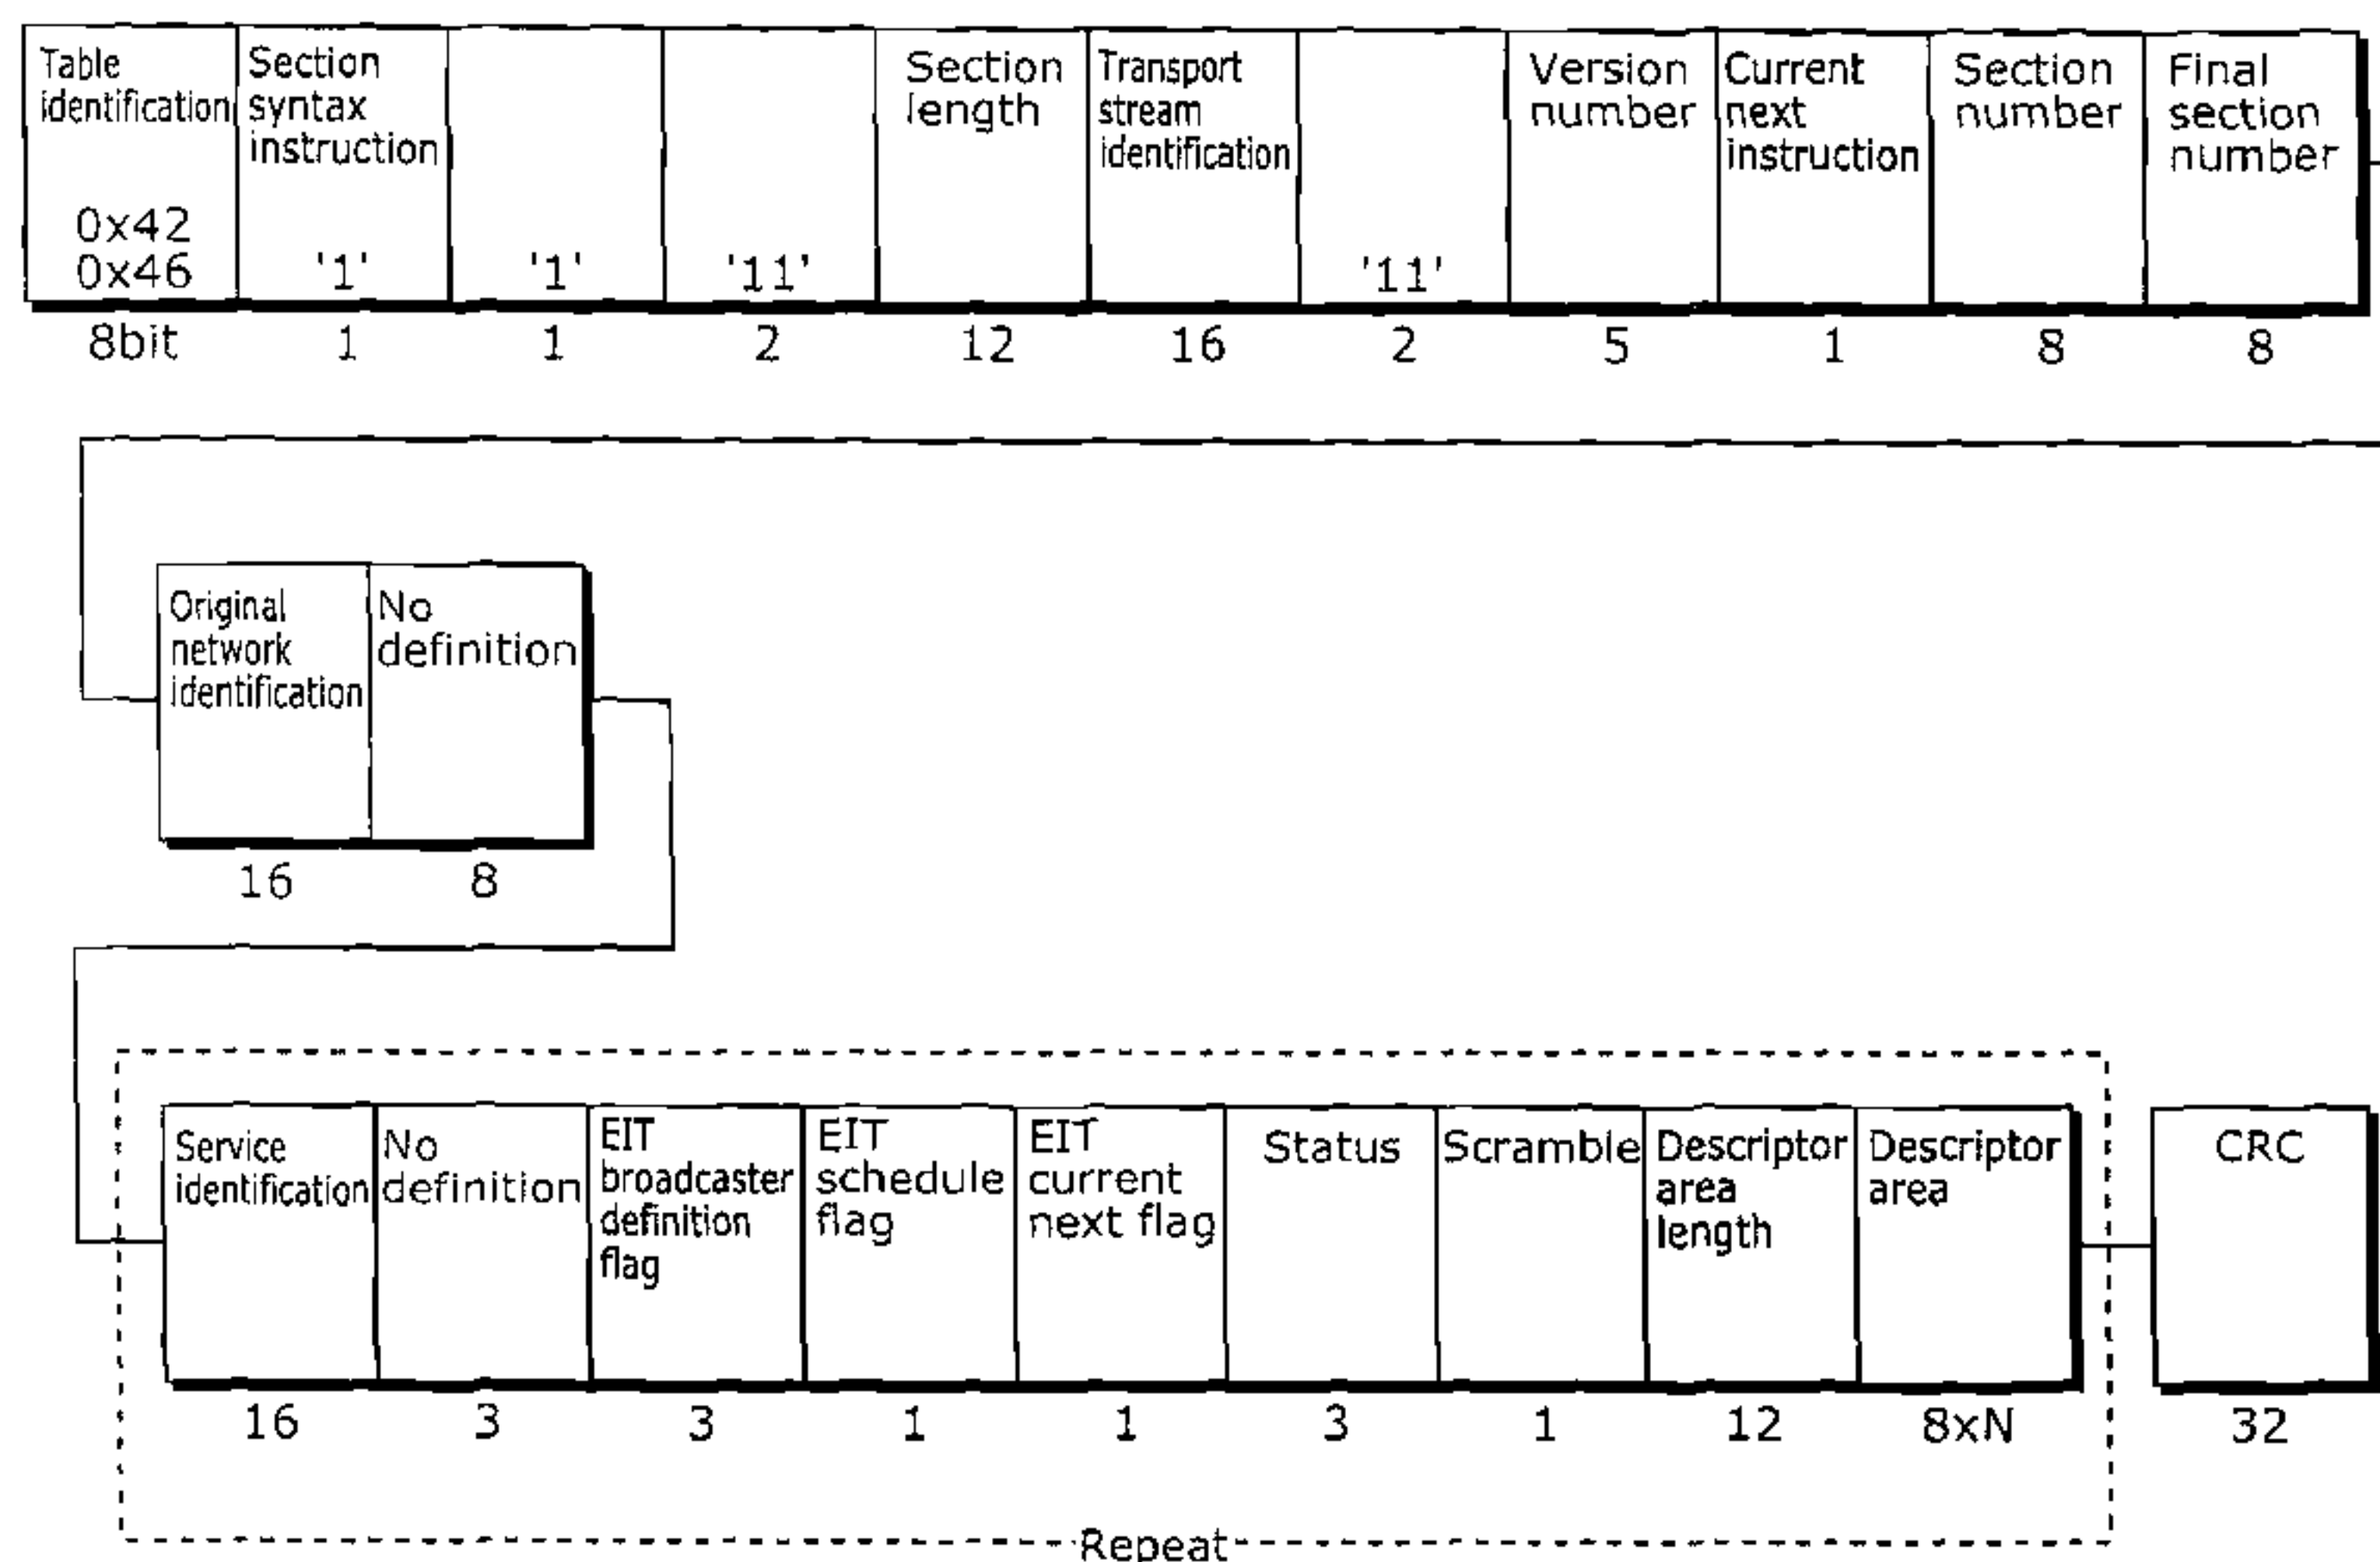 Table
identification
0x42
0x46
8bit
Section
syntax
instruction
'1'
1
'1'
1
'11'
2
Section
length
12
Transport
stream
identification
16
'11'
2
Version
number
5
Current
next
instruction
1
Section
number
8
Final
section
number
8
Original
network
identification
16
No
definition
8
Service
identification
16
No
definition
3
EIT
broadcaster
definition
flag
3
EIT
schedule
flag
1
EIT
current
next flag
1
Status
3
Scramble
1
Descriptor
area
length
12
Descriptor
area
8xN
CRC
32
Repeat